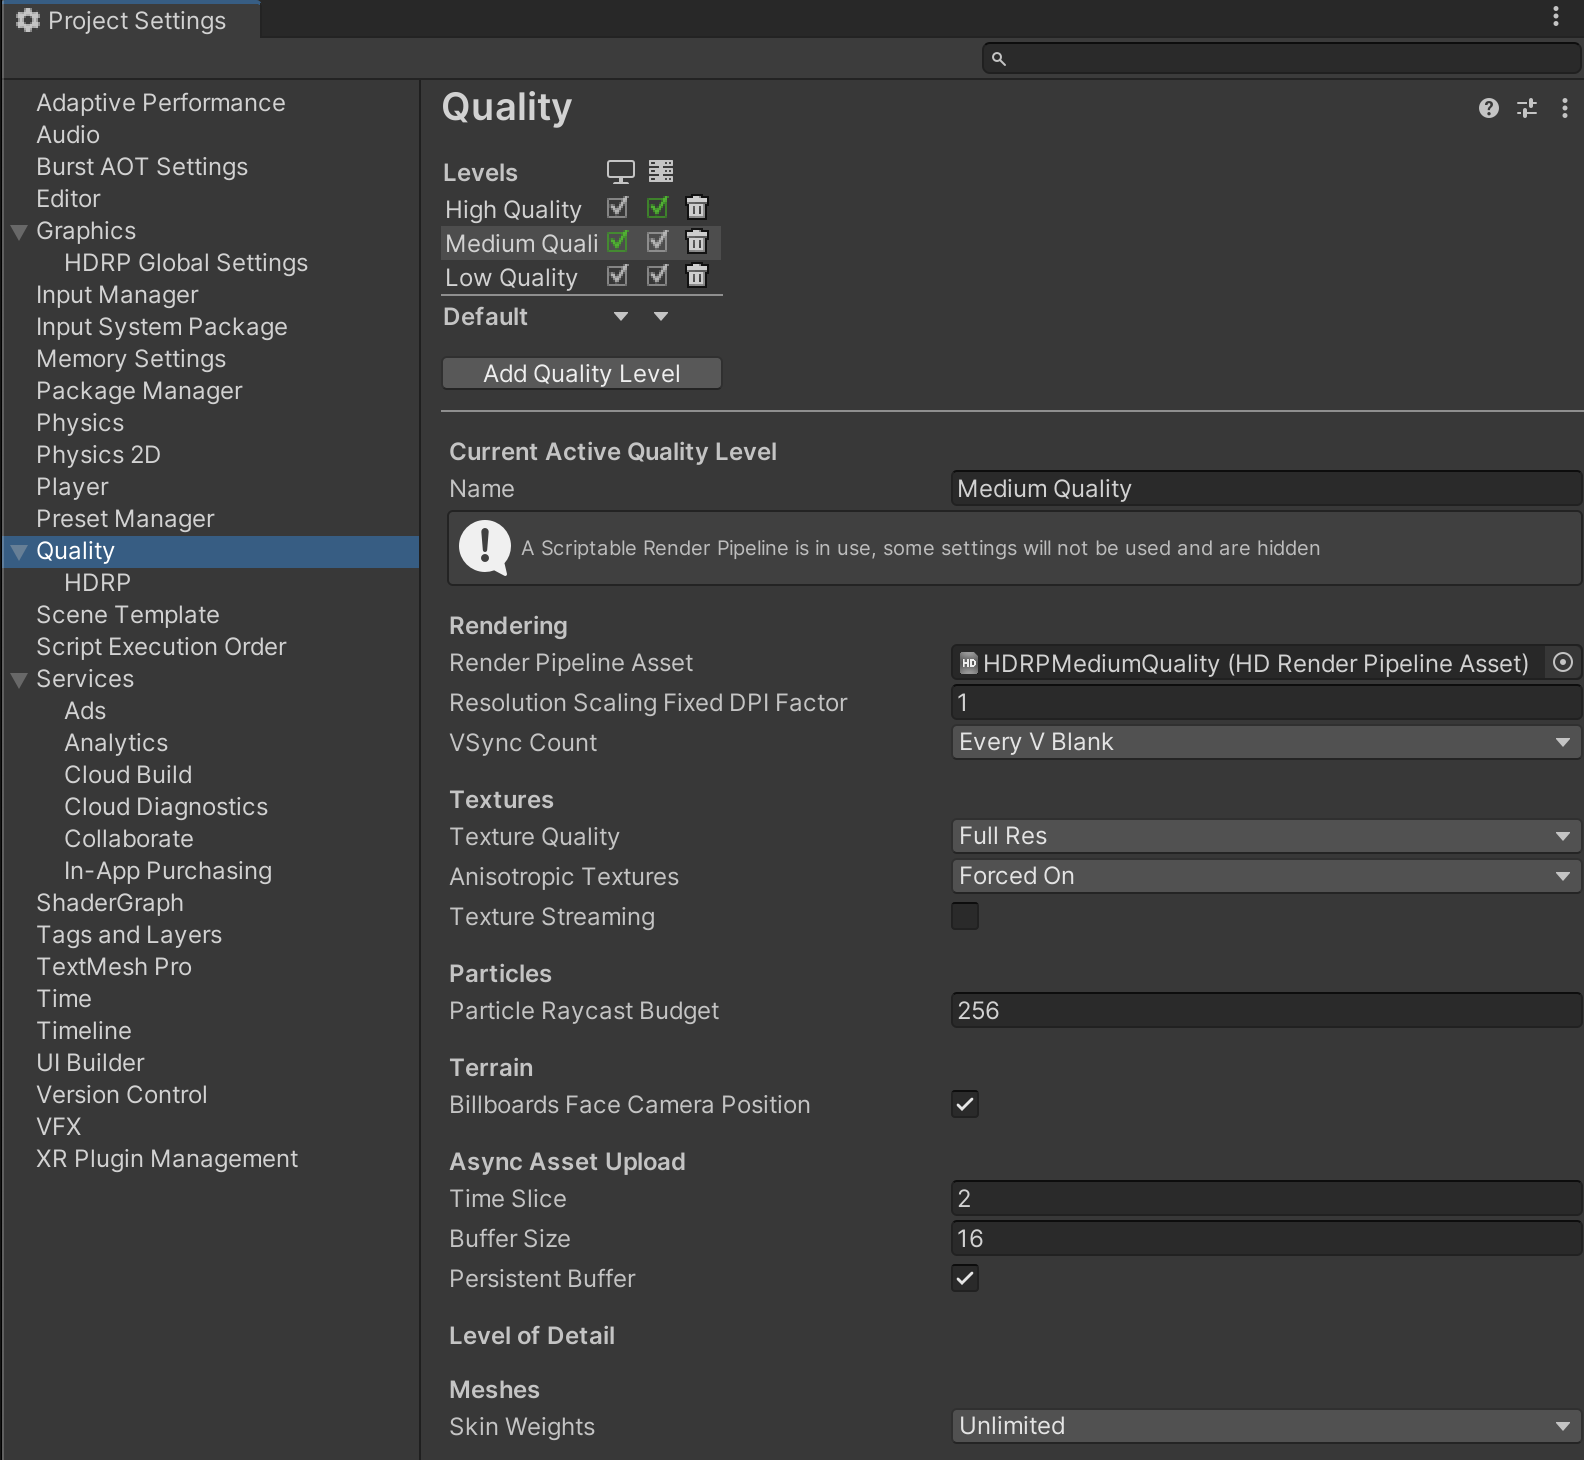 Project Settings
Adaptive Performance
Audio
Burst AOT Settings
Editor
Graphics
HDRP Global Settings
Input Manager
Input System Package
Memory Settings
Package Manager
Physics
Physics 2D
Player
Preset Manager
Quality
HDRP
Scene Template
Script Execution Order
Services
Ads
Analytics
Cloud Build
Cloud Diagnostics
Collaborate
In-App Purchasing
ShaderGraph
Tags and Layers
TextMesh Pro
Time
Timeline
UI Builder
Version Control
VFX
XR Plugin Management
Quality
Levels
High Quality
Medium Quali
Low Quality
Default
Add Quality Level
Current Active Quality Level
Name Medium Quality
A Scriptable Render Pipeline is in use, some settings will not be used and are hidden
Rendering
Render Pipeline Asset HD HDRPMediumQuality (HD Render Pipeline Asset)
Resolution Scaling Fixed DPI Factor 1
VSync Count Every V Blank
Textures
Texture Quality Full Res
Anisotropic Textures Forced On
Texture Streaming
Particles
Particle Raycast Budget 256
Terrain
Billboards Face Camera Position
Async Asset Upload
Time Slice 2
Buffer Size 16
Persistent Buffer
Level of Detail
Meshes
Skin Weights Unlimited